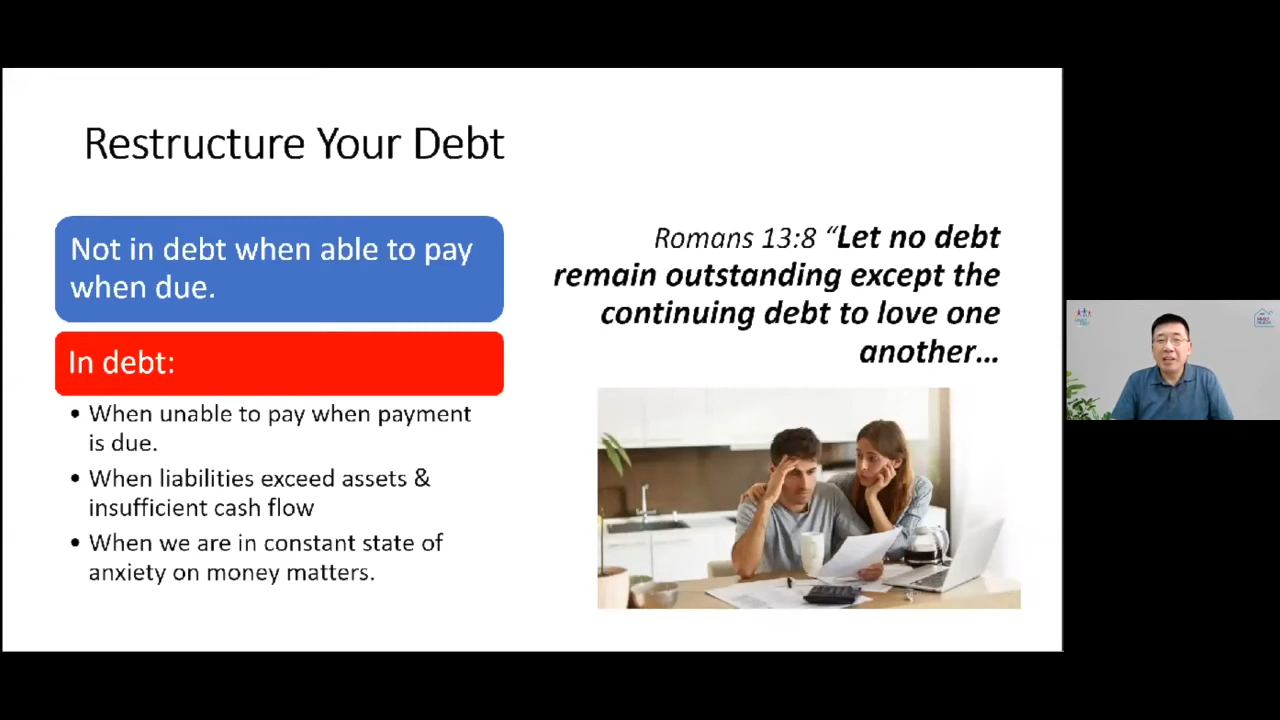 Restructure Your Debt
Not in debt when able to pay
when due.
In debt:
• When unable to pay when payment
is due.
• When liabilities exceed assets &
insufficient cash flow
• When we are in constant state of
anxiety on money matters.
Romans 13:8 “Let no debt
remain outstanding except the
continuing debt to love one
another…